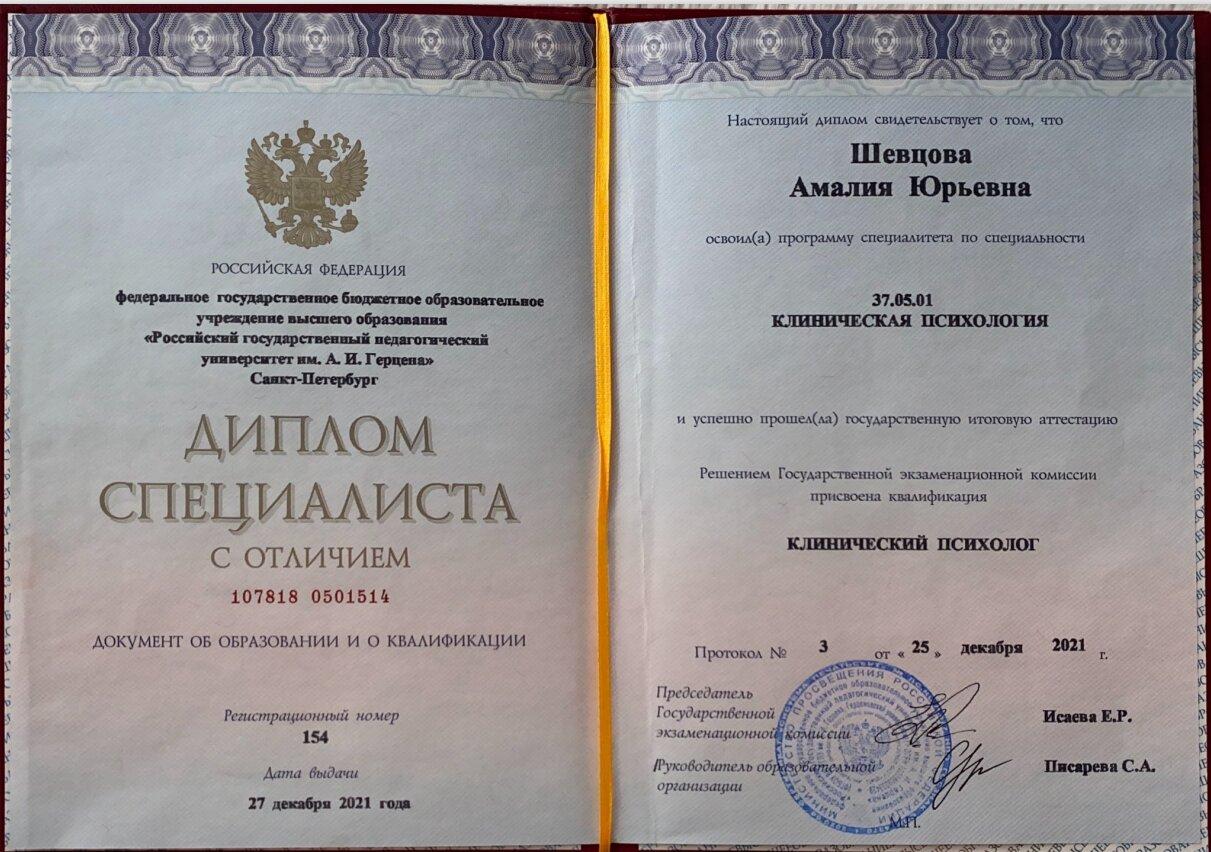 РОССИЙСКАЯ ФЕДЕРАЦИЯ
федеральное государственное бюджетное образовательное
учреждение высшего образования
«Российский государственный педагогический
университет им. А. И. Герцена»
Санкт-Петербург
ДИПЛОМ
СПЕЦИАЛИСТА
С ОТЛИЧИЕМ
107818 0501514
ДОКУМЕНТ ОБ ОБРАЗОВАНИИ И О КВАЛИФИКАЦИИ
Регистрационный номер
154
Дата выдачи
27 декабря 2021 года
Настоящий диплом свидетельствует о том, что
Шевцова
Амалия Юрьевна
освоил(а) программу специалитета по специальности
37.05.01
КЛИНИЧЕСКАЯ ПСИХОЛОГИЯ
и успешно прошел(ла) государственную итоговую аттестацию
Решением Государственной экзаменационной комиссии
присвоена квалификация
КЛИНИЧЕСКИЙ ПСИХОЛОГ
Протокол № 3 от « 25 » декабря 2021 г.
Председатель
Государственной
экзаменационной комиссии
Исаева Е.Р.
Руководитель образовательной
организации
Писарева С.А.
М.П.